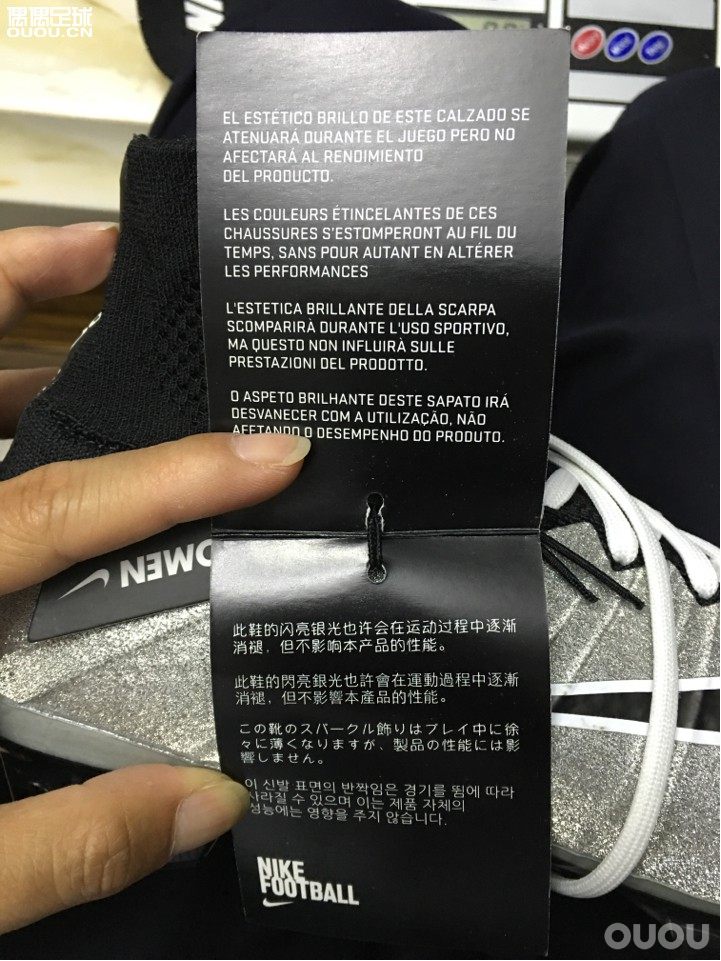 偶偶足球
OUOU.CN
EL ESTÉTICO BRILLO DE ESTE CALZADO SE
ATENUARÁ DURANTE EL JUEGO PERO NO
AFECTARÁ AL RENDIMIENTO
DEL PRODUCTO.
LES COULEURS ÉTINCELANTES DE CES
CHAUSSURES S'ESTOMPERONT AU FIL DU
TEMPS, SANS POUR AUTANT EN ALTÉRER
LES PERFORMANCES
L'ESTETICA BRILLANTE DELLA SCARPA
SCOMPARIRÀ DURANTE L'USO SPORTIVO,
MA QUESTO NON INFLUIRÀ SULLE
PRESTAZIONI DEL PRODOTTO.
O ASPETO BRILHANTE DESTE SAPATO IRÁ
DESVANECER COM A UTILIZAÇÃO, NÃO
AFETANDO O DESEMPENHO DO PRODUTO.
此鞋的闪亮银光也许会在运动过程中逐渐
消褪，但不影响本产品的性能。
此鞋的閃亮銀光也許會在運動過程中逐漸
消褪，但不影響本產品的性能。
この靴のスパークル飾りはプレイ中に徐
々に薄くなりますが、製品の性能には影
響しません。
이 신발 표면의 반짝임은 경기를 뜀에 따라
사라질 수 있으며 이는 제품 자체의
성능에는 영향을 주지 않습니다.
NIKE
FOOTBALL
OUOU